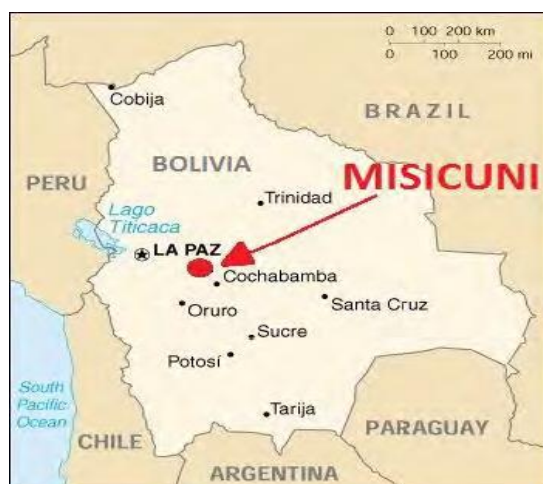 0 100 200 km
0 100 200 mi
Cobija
BRAZIL
BOLIVIA
PERU
MISICUNI
Trinidad
Lago
Titicaca
LA PAZ
Cochabamba
Oruro
Santa Cruz
Sucre
Potosí
South
Pacific
Ocean
Tarija
PARAGUAY
CHILE
ARGENTINA